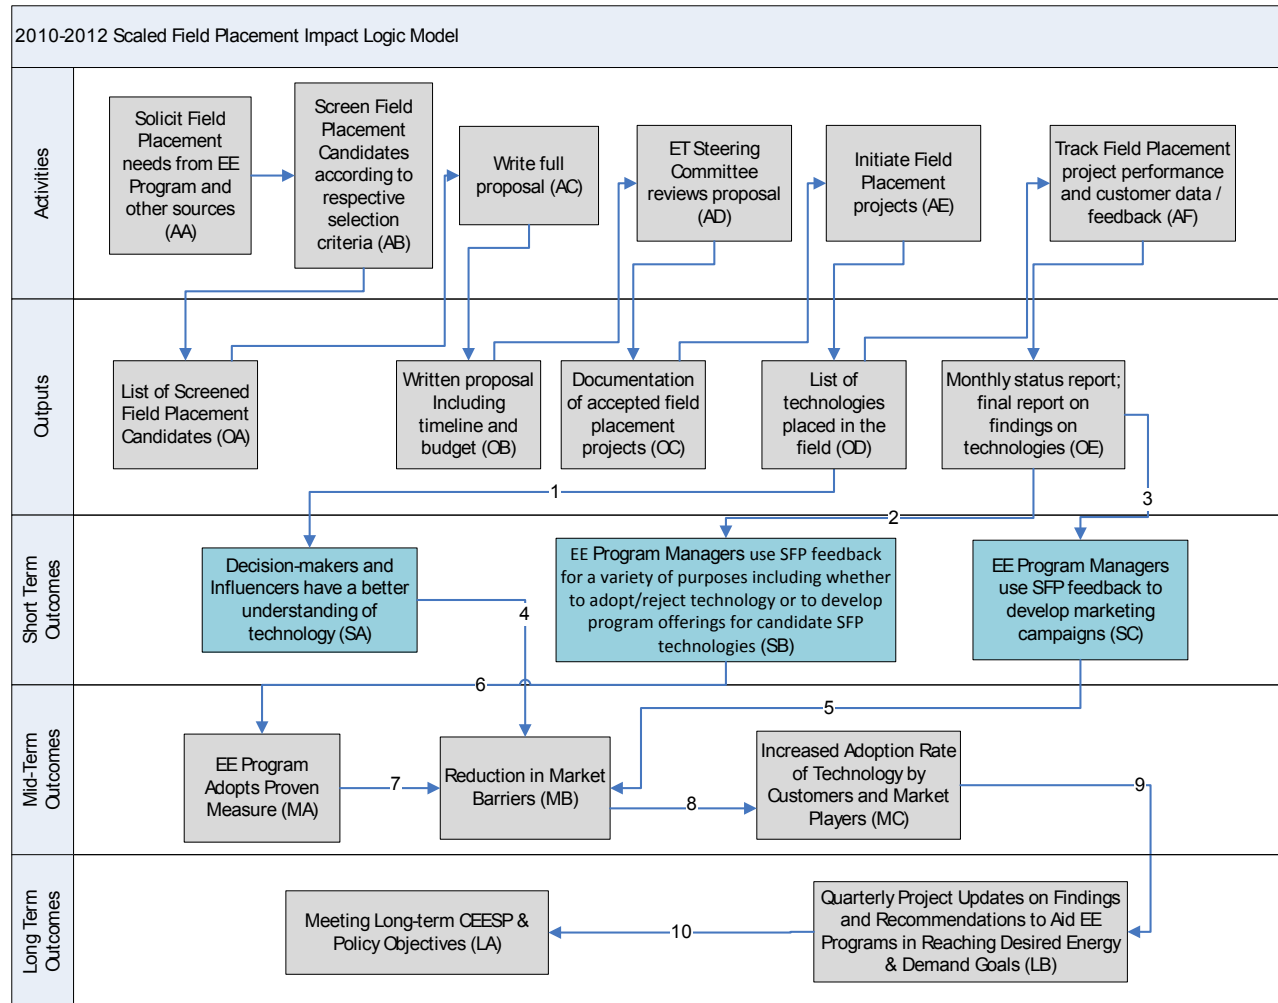 2010-2012 Scaled Field Placement Impact Logic Model
Activities
Solicit Field
Placement
needs from EE
Program and
other sources
(AA)
Screen Field
Placement
Candidates
according to
respective
selection
criteria (AB)
Write full
proposal (AC)
ET Steering
Committee
reviews proposal
(AD)
Initiate Field
Placement
projects (AE)
Track Field Placement
project performance
and customer data /
feedback (AF)
Outputs
List of Screened
Field Placement
Candidates (OA)
Written proposal
Including
timeline and
budget (OB)
Documentation
of accepted field
placement
projects (OC)
List of
technologies
placed in the
field (OD)
Monthly status report;
final report on
findings on
technologies (OE)
1
2
3
Short Term
Outcomes
Decision-makers and
Influencers have a better
understanding of
technology (SA)
EE Program Managers use SFP feedback
for a variety of purposes including whether
to adopt/reject technology or to develop
program offerings for candidate SFP
technologies (SB)
EE Program Managers
use SFP feedback to
develop marketing
campaigns (SC)
4
6
5
Mid-Term
Outcomes
EE Program
Adopts Proven
Measure (MA)
7
Reduction in Market
Barriers (MB)
8
Increased Adoption Rate
of Technology by
Customers and Market
Players (MC)
9
Long Term
Outcomes
Meeting Long-term CEESP &
Policy Objectives (LA)
10
Quarterly Project Updates on Findings
and Recommendations to Aid EE
Programs in Reaching Desired Energy
& Demand Goals (LB)